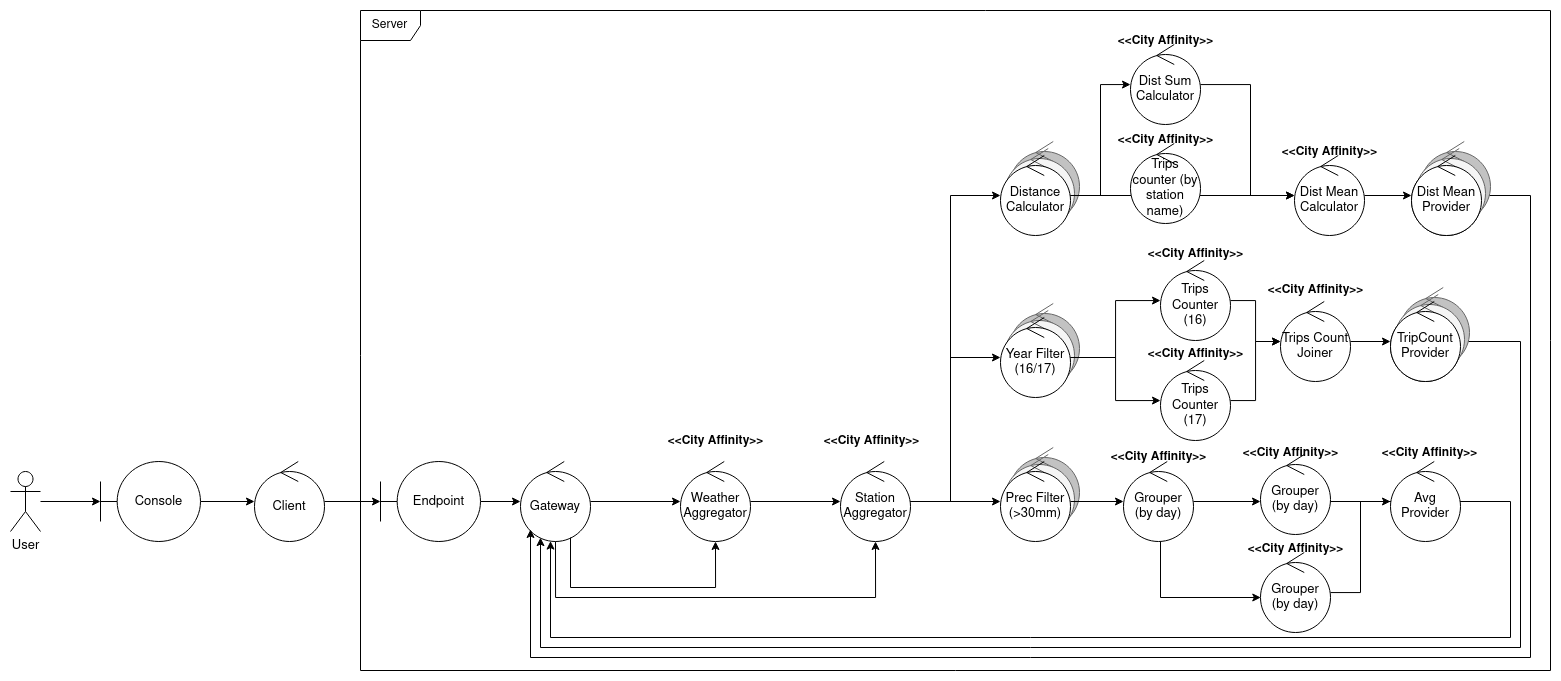 Server
<<City Affinity>>
Dist Sum
Calculator
<<City Affinity>>
Trips
counter (by
station
name)
<<City Affinity>>
Distance
Calculator
Dist Mean
Calculator
Dist Mean
Provider
<<City Affinity>>
Trips
Counter
(16)
<<City Affinity>>
Year Filter
(16/17)
<<City Affinity>>
Trips
Counter
(17)
Trips Count
Joiner
TripCount
Provider
User
Console
Client
Endpoint
Gateway
<<City Affinity>>
Weather
Aggregator
<<City Affinity>>
Station
Aggregator
Prec Filter
(>30mm)
<<City Affinity>>
Grouper
(by day)
<<City Affinity>>
Grouper
(by day)
<<City Affinity>>
Avg
Provider
<<City Affinity>>
Grouper
(by day)